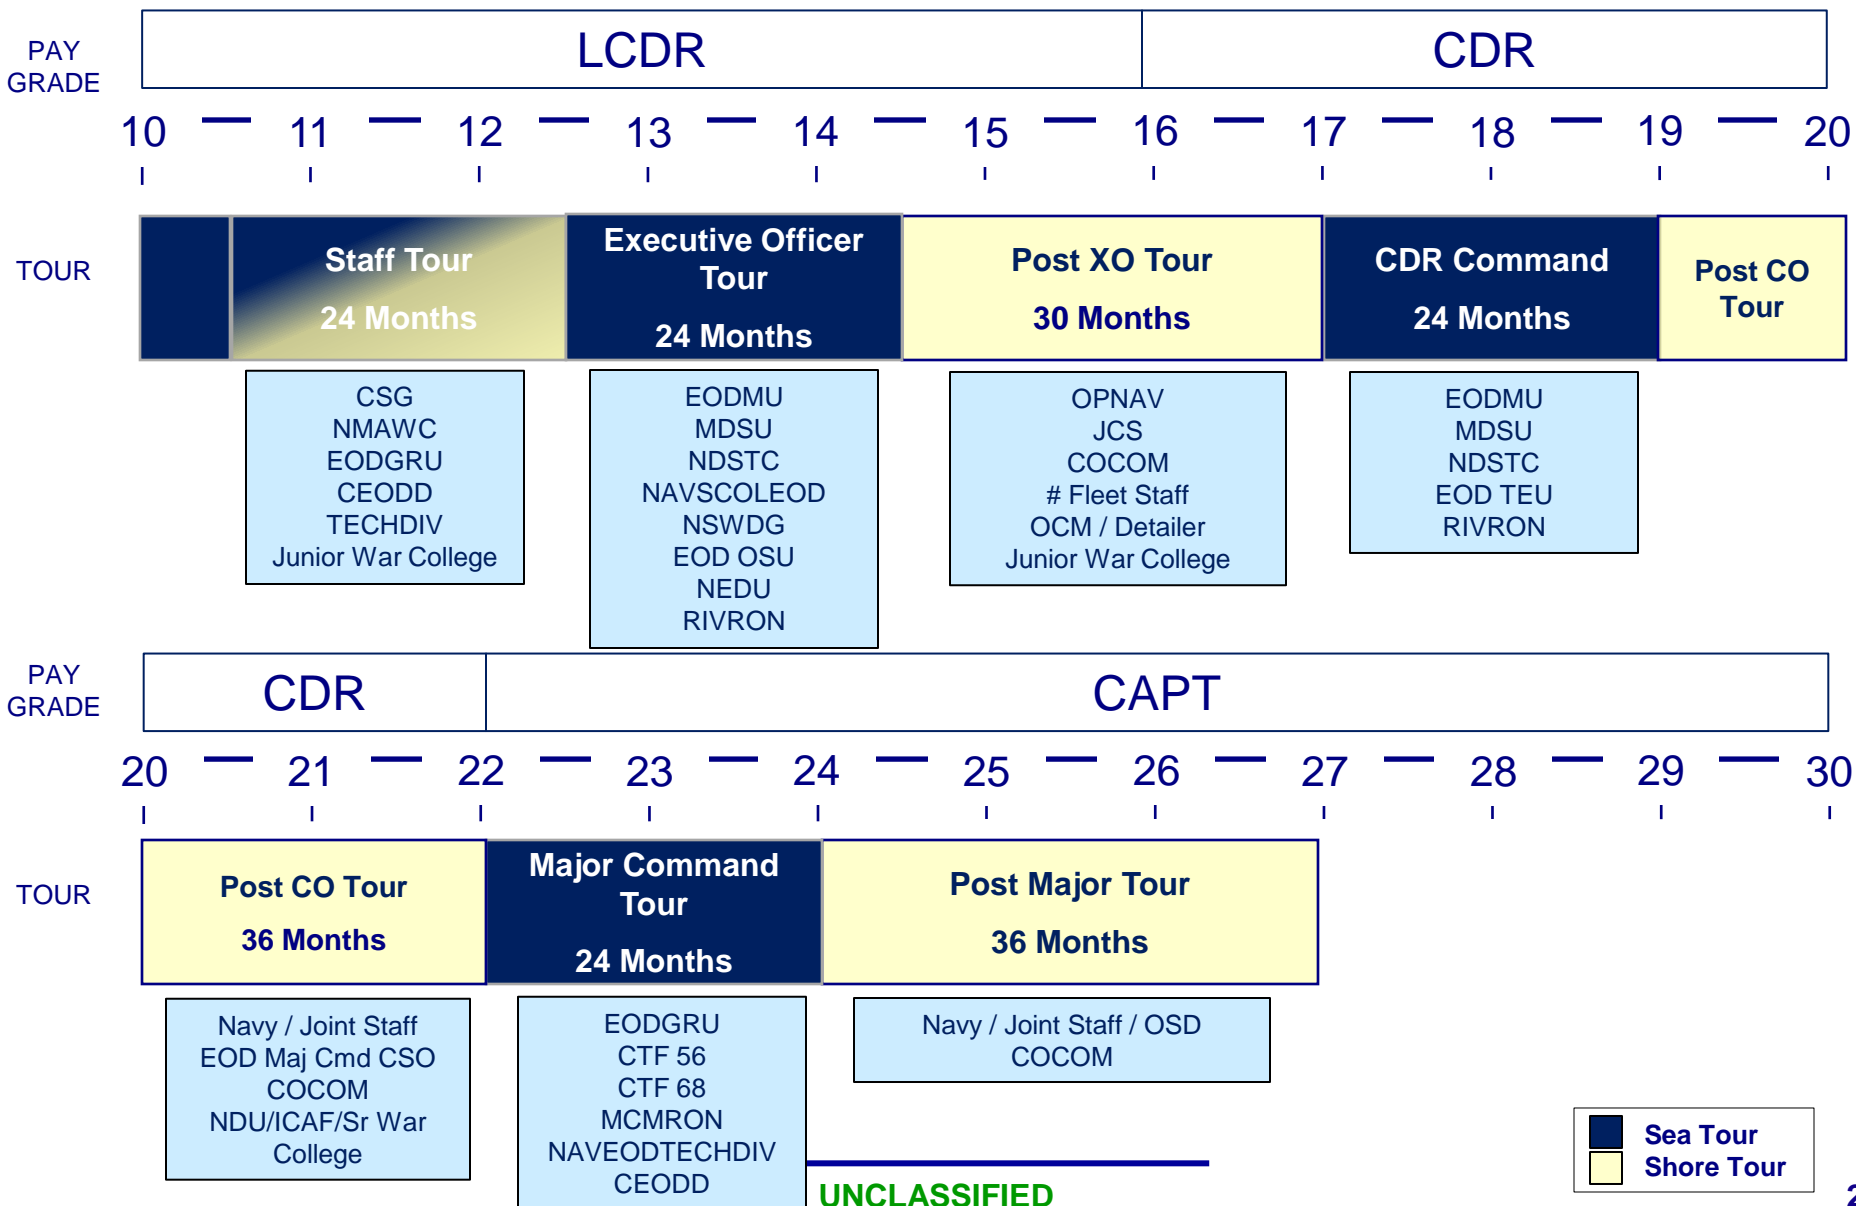 PAY
GRADE
LCDR
CDR
10
11
12
13
14
15
16
17
18
19
20
TOUR
Staff Tour
24 Months
Executive Officer
Tour
24 Months
Post XO Tour
30 Months
CDR Command
24 Months
Post CO
Tour
CSG
NMAWC
EODGRU
CEODD
TECHDIV
Junior War College
EODMU
MDSU
NDSTC
NAVSCOLEOD
NSWDG
EOD OSU
NEDU
RIVRON
OPNAV
JCS
COCOM
# Fleet Staff
OCM / Detailer
Junior War College
EODMU
MDSU
NDSTC
EOD TEU
RIVRON
PAY
GRADE
CDR
CAPT
20
21
22
23
24
25
26
27
28
29
30
TOUR
Post CO Tour
36 Months
Major Command
Tour
24 Months
Post Major Tour
36 Months
Navy / Joint Staff
EOD Maj Cmd CSO
COCOM
NDU/ICAF/Sr War
College
EODGRU
CTF 56
CTF 68
MCMRON
NAVEODTECHDIV
CEODD
Navy / Joint Staff / OSD
COCOM
Sea Tour
Shore Tour
UNCLASSIFIED
2